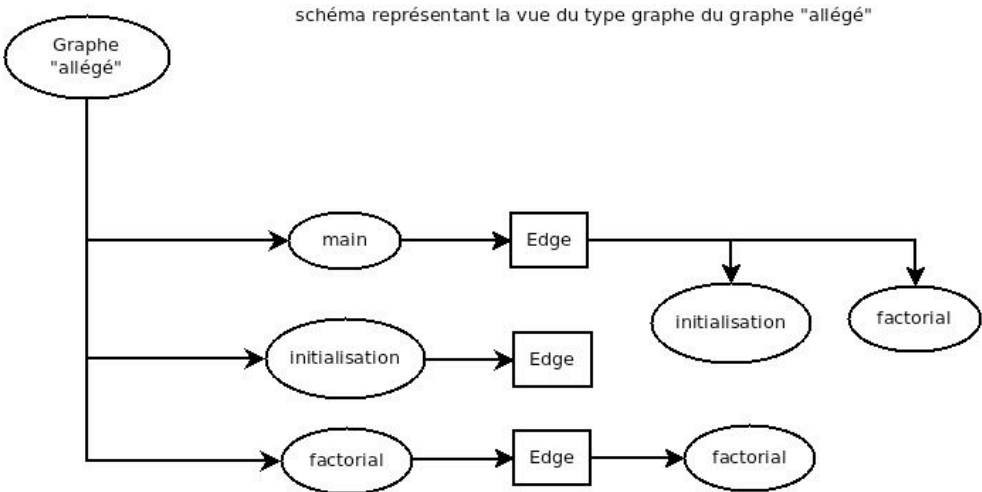 schéma représentant la vue du type graphe du graphe "allégé"
Graphe
"allégé"
main
Edge
initialisation
factorial
initialisation
Edge
factorial
Edge
factorial